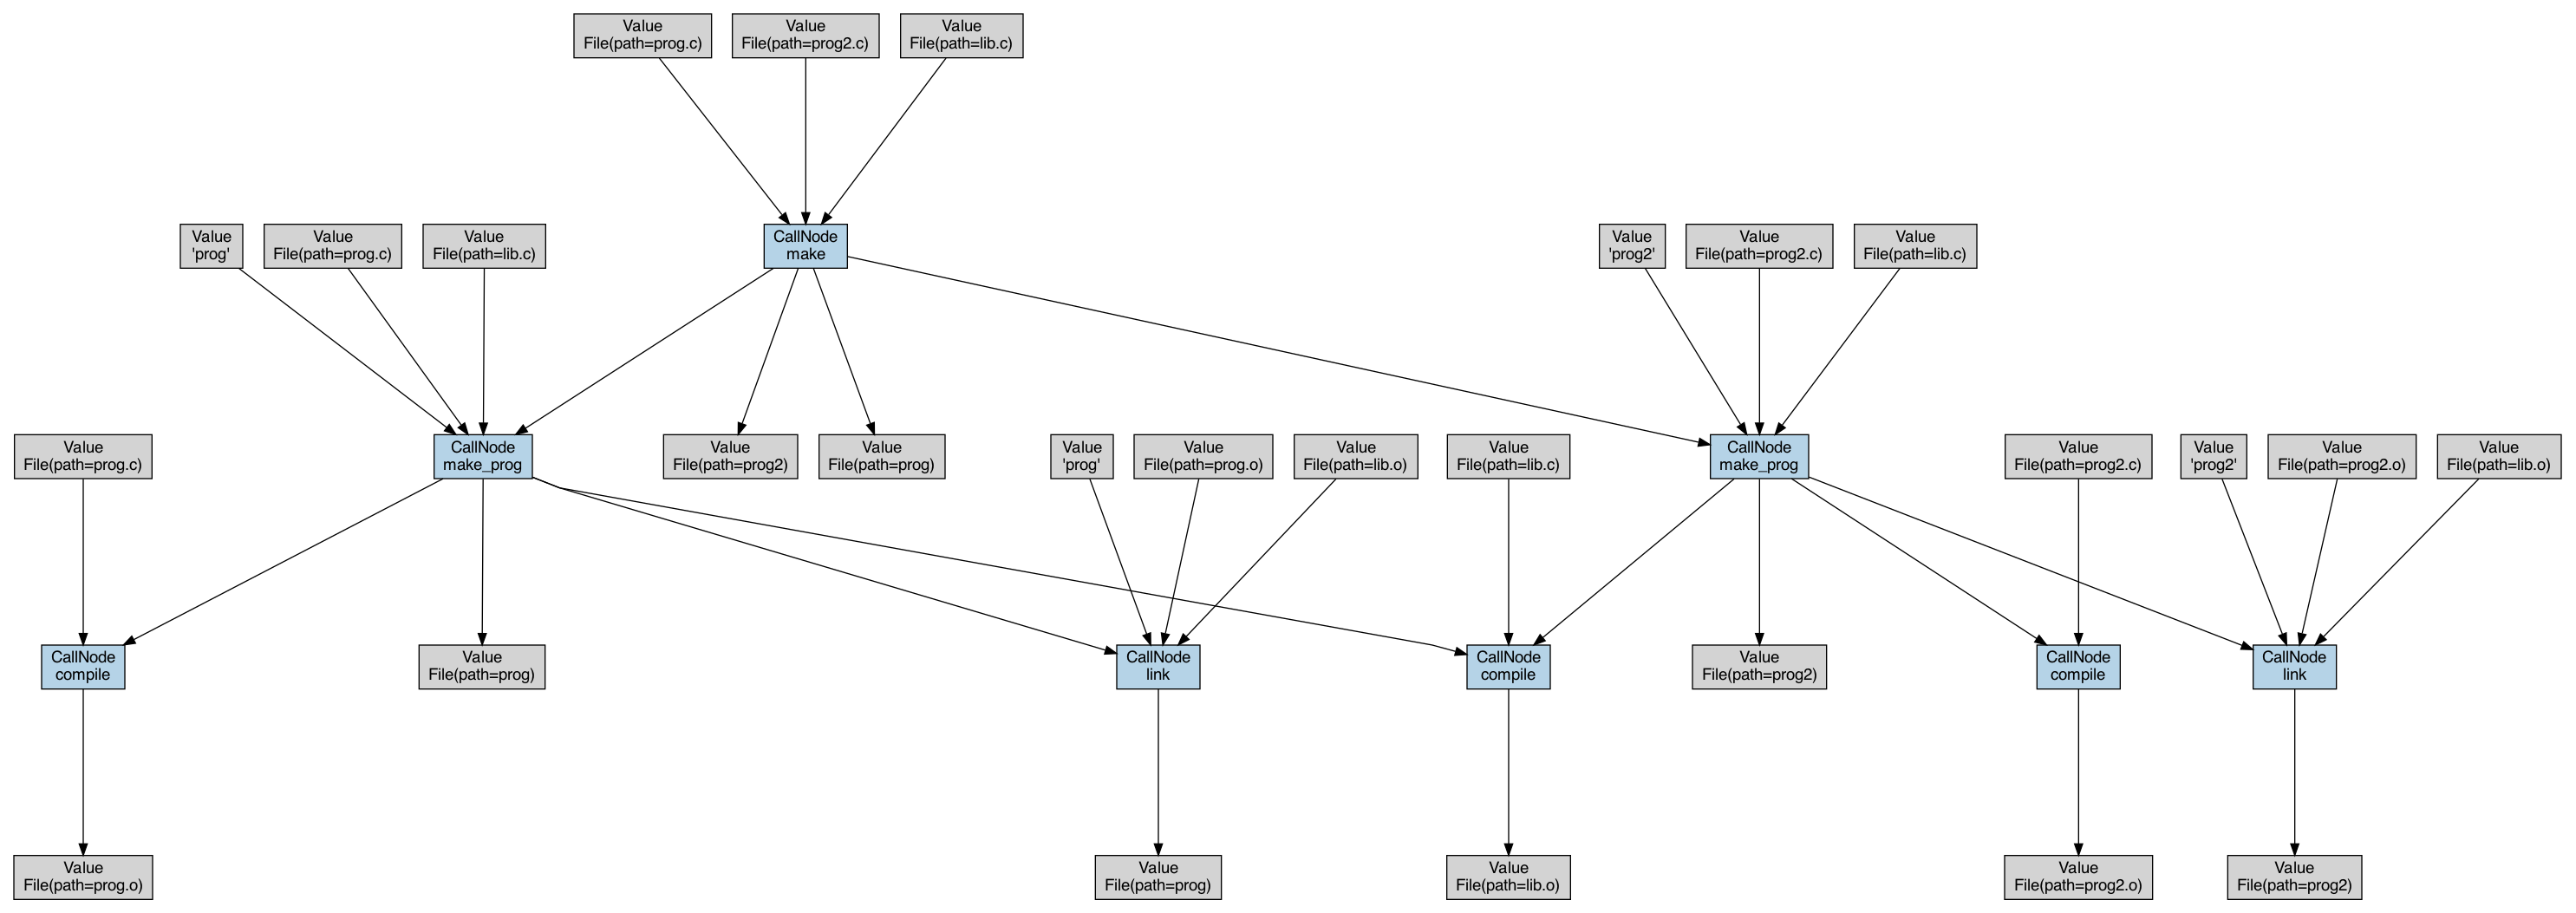 Value
File(path=prog.c)
Value
File(path=prog2.c)
Value
File(path=lib.c)
Value
'prog'
Value
File(path=prog.c)
Value
File(path=lib.c)
CallNode
make
Value
'prog2'
Value
File(path=prog2.c)
Value
File(path=lib.c)
Value
File(path=prog.c)
CallNode
make_prog
Value
File(path=prog2)
Value
File(path=prog)
Value
'prog'
Value
File(path=prog.o)
Value
File(path=lib.o)
Value
File(path=lib.c)
CallNode
make_prog
Value
File(path=prog2.c)
Value
'prog2'
Value
File(path=prog2.o)
Value
File(path=lib.o)
CallNode
compile
Value
File(path=prog)
CallNode
link
CallNode
compile
Value
File(path=prog2)
CallNode
compile
CallNode
link
Value
File(path=prog.o)
Value
File(path=prog)
Value
File(path=lib.o)
Value
File(path=prog2.o)
Value
File(path=prog2)